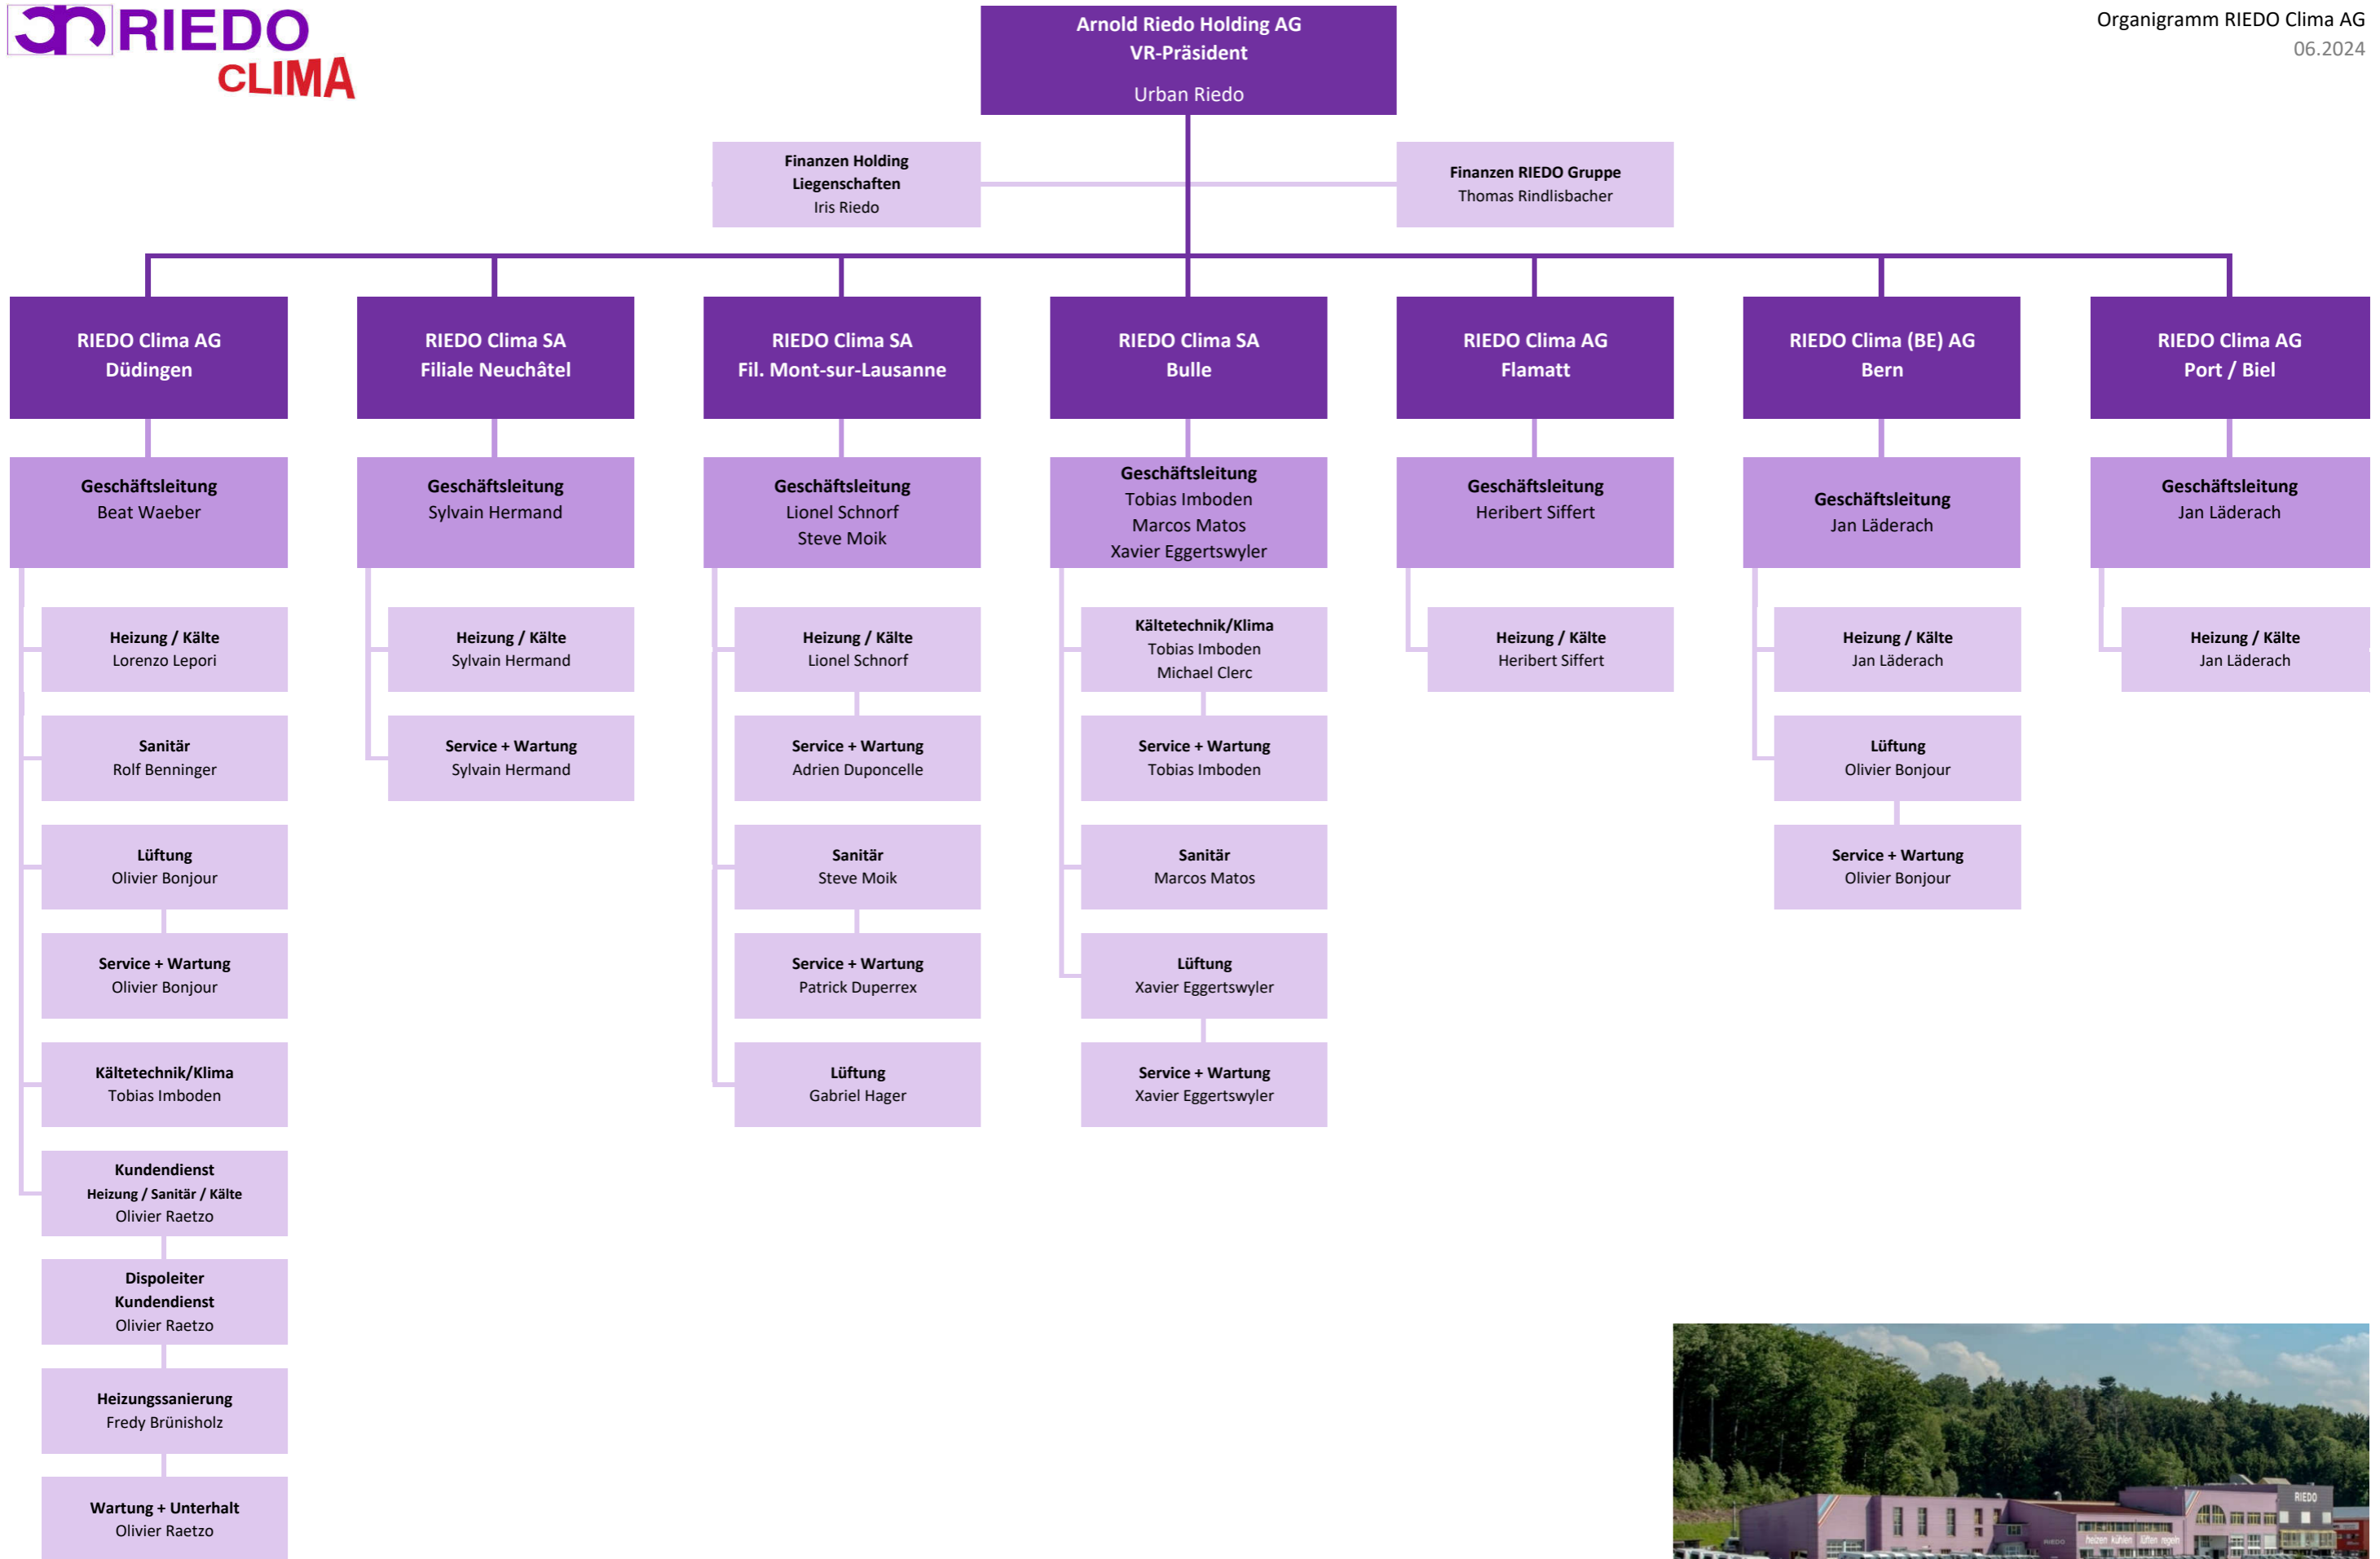 RIEDO
CLIMA
Arnold Riedo Holding AG
VR-Präsident
Urban Riedo
Organigramm RIEDO Clima AG
06.2024
Finanzen Holding
Liegenschaften
Iris Riedo
Finanzen RIEDO Gruppe
Thomas Rindlisbacher
RIEDO Clima AG
Düdingen
Geschäftsleitung
Beat Waeber
Heizung / Kälte
Lorenzo Lepori
Sanitär
Rolf Benninger
Lüftung
Olivier Bonjour
Service + Wartung
Olivier Bonjour
Kältetechnik/Klima
Tobias Imboden
Kundendienst
Heizung / Sanitär / Kälte
Olivier Raetzo
Dispoleiter
Kundendienst
Olivier Raetzo
Heizungssanierung
Fredy Brünisholz
Wartung + Unterhalt
Olivier Raetzo
RIEDO Clima SA
Filiale Neuchâtel
Geschäftsleitung
Sylvain Hermand
Heizung / Kälte
Sylvain Hermand
Service + Wartung
Sylvain Hermand
RIEDO Clima SA
Fil. Mont-sur-Lausanne
Geschäftsleitung
Lionel Schnorf
Steve Moik
Heizung / Kälte
Lionel Schnorf
Service + Wartung
Adrien Duponcelle
Sanitär
Steve Moik
Service + Wartung
Patrick Duperrex
Lüftung
Gabriel Hager
RIEDO Clima SA
Bulle
Geschäftsleitung
Tobias Imboden
Marcos Matos
Xavier Eggertswyler
Kältetechnik/Klima
Tobias Imboden
Michael Clerc
Service + Wartung
Tobias Imboden
Sanitär
Marcos Matos
Lüftung
Xavier Eggertswyler
Service + Wartung
Xavier Eggertswyler
RIEDO Clima AG
Flamatt
Geschäftsleitung
Heribert Siffert
Heizung / Kälte
Heribert Siffert
RIEDO Clima (BE) AG
Bern
Geschäftsleitung
Jan Läderach
Heizung / Kälte
Jan Läderach
Lüftung
Olivier Bonjour
Service + Wartung
Olivier Bonjour
RIEDO Clima AG
Port / Biel
Geschäftsleitung
Jan Läderach
Heizung / Kälte
Jan Läderach
RIEDO
RIEDO
heizen kühlen lüften regeln